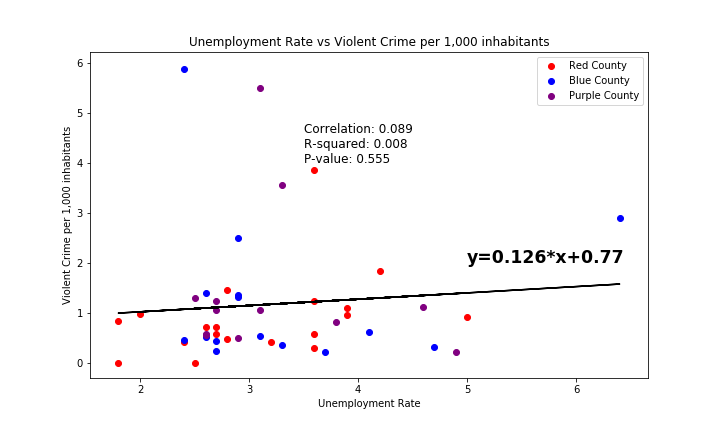 Unemployment Rate vs Violent Crime per 1,000 inhabitants
Red County
Blue County
Purple County
Correlation: 0.089
R-squared: 0.008
P-value: 0.555
y=0.126*x+0.77
Violent Crime per 1,000 inhabitants
6
5
4
3
2
1
0
2
3
4
5
6
Unemployment Rate